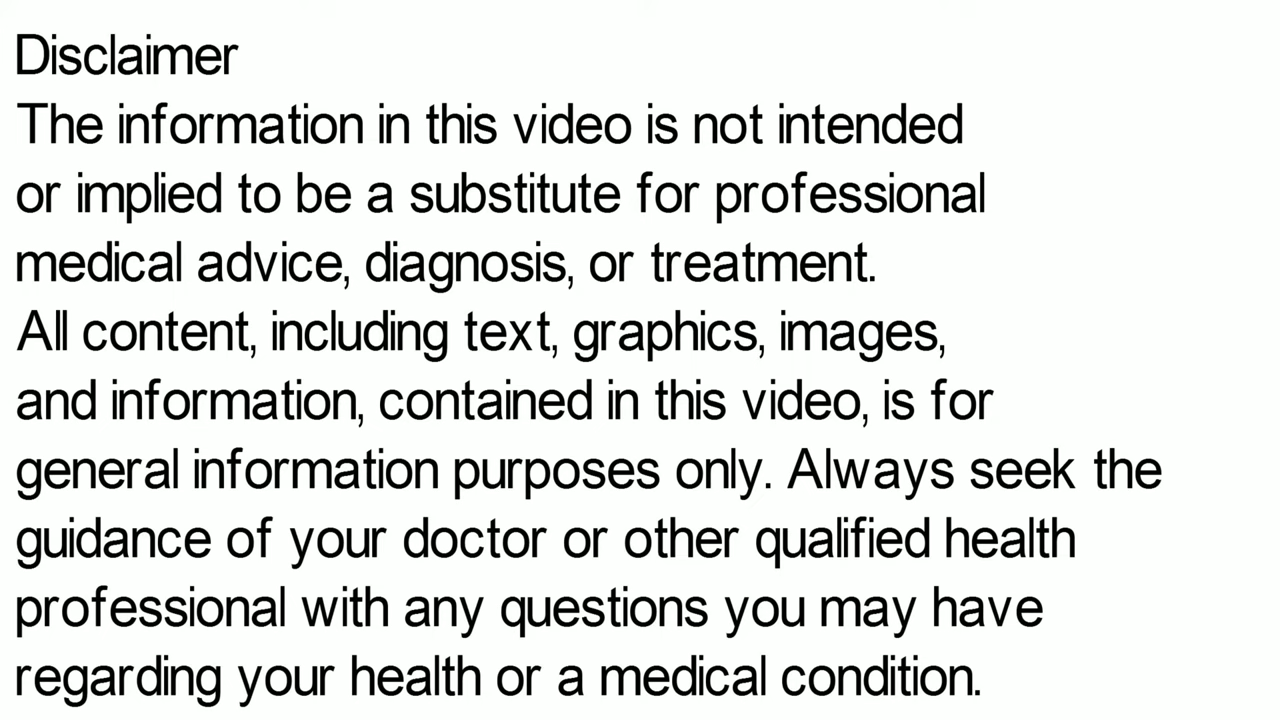 Disclaimer
The information in this video is not intended
or implied to be a substitute for professional
medical advice, diagnosis, or treatment.
All content, including text, graphics, images,
and information, contained in this video, is for
general information purposes only. Always seek the
guidance of your doctor or other qualified health
professional with any questions you may have
regarding your health or a medical condition.